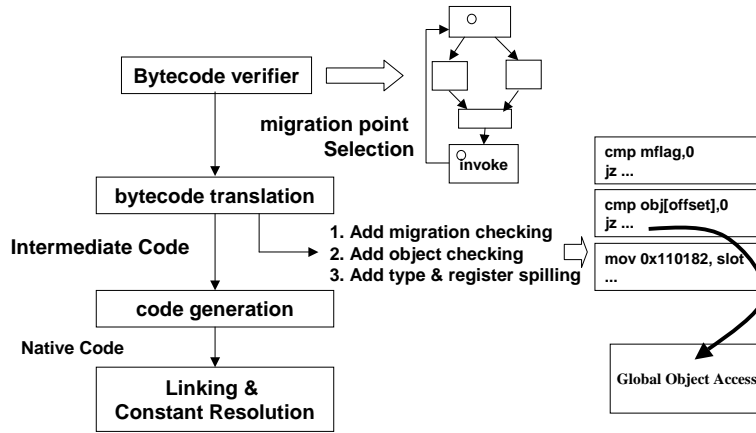 Bytecode verifier
migration point
Selection
invoke
cmp mflag,0
jz ...
bytecode translation
cmp obj[offset],0
jz ...
1. Add migration checking
2. Add object checking
3. Add type & register spilling
Intermediate Code
mov 0x110182, slot
...
code generation
Native Code
Global Object Access
Linking &
Constant Resolution